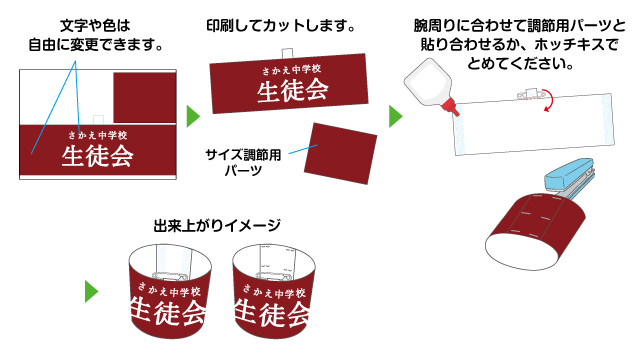 文字や色は
自由に変更できます。
さかえ中学校
生徒会
印刷してカットします。
さかえ中学校
生徒会
サイズ調節用
パーツ
腕周りに合わせて調節用パーツと
貼り合わせるか、ホッチキスで
とめてください。
出来上がりイメージ
さかえ中学校
生徒会
さかえ中学校
生徒会